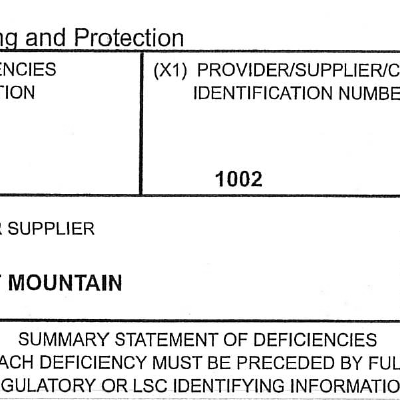 ng and Protection
ENCIES
TION
(X1) PROVIDER/SUPPLIER/C
IDENTIFICATION NUMBE
1002
R SUPPLIER
MOUNTAIN
SUMMARY STATEMENT OF DEFICIENCIES
ACH DEFICIENCY MUST BE PRECEDED BY FUL
GULATORY OR LSC IDENTIFYING INFORMATIO